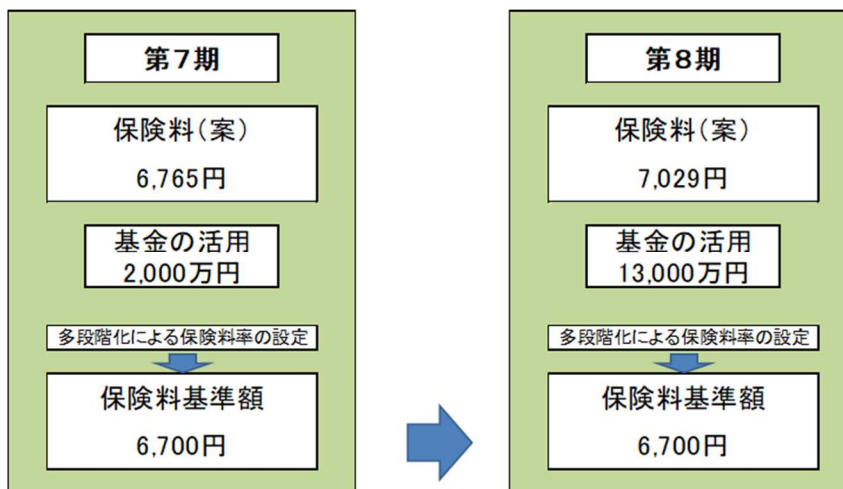 第7期
保険料(案)
6,765円
基金の活用
2,000万円
多段階化による保険料率の設定
保険料基準額
6,700円
第8期
保険料(案)
7,029円
基金の活用
13,000万円
多段階化による保険料率の設定
保険料基準額
6,700円